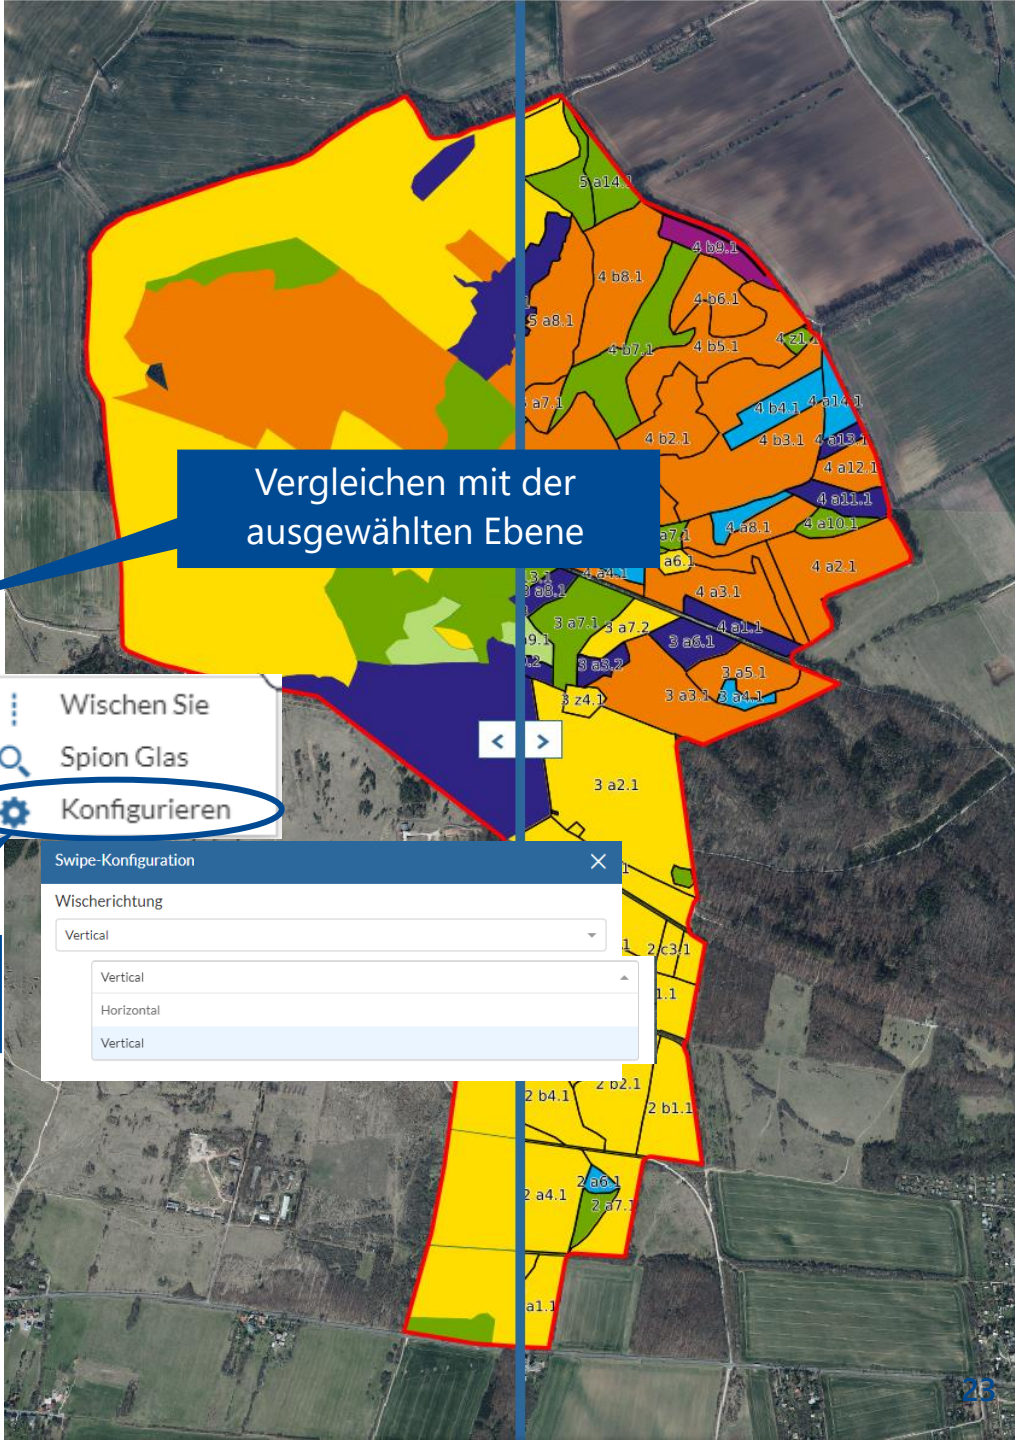 5 a14.1
4 b9.1
4 b8.1
4 b6.1
5 a8.1
4 b7.1
4 b5.1
4 z1.1
a7.1
4 b4.1
4 a14.1
4 b2.1
4 b3.1
4 a13.1
4 a12.1
Vergleichen mit der
ausgewählten Ebene
4 a11.1
a7.1
4 a8.1
4 a10.1
a6.1
4 a2.1
3.1
4 a4.1
3 a8.1
4 a3.1
3 a7.1
3 a7.2
4 a1.1
a9.1
3 a6.1
3 a3.2
3 a5.1
3 z4.1
3 a3.1
3 a4.1
Wischen Sie
Spion Glas
Konfigurieren
< >
3 a2.1
Swipe-Konfiguration
Wischerichtung
Vertical
2 c3.1
Vertical
1.1
Horizontal
Vertical
2 b4.1
2 b2.1
2 b1.1
2 a6.1
2 a4.1
2 a7.1
a1.1
23